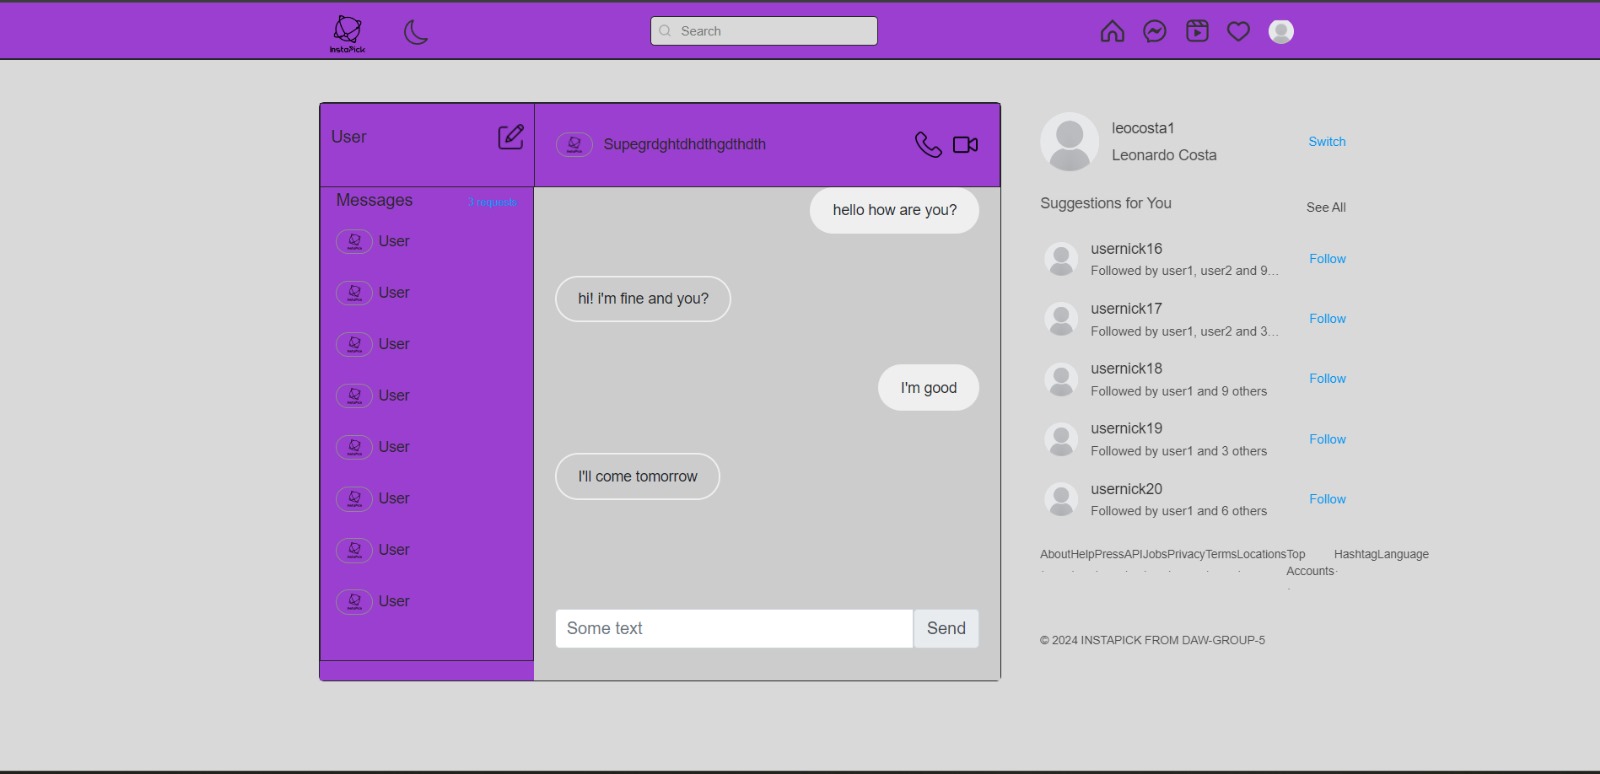 InstaPick
Search
User
Supegrdghtdhdthgdthdth
Messages
3 requests
User
User
User
User
User
User
User
User
hello how are you?
hi! i'm fine and you?
I'm good
I'll come tomorrow
Some text
Send
leocosta1
Leonardo Costa
Switch
Suggestions for You
See All
usernick16
Followed by user1, user2 and 9...
Follow
usernick17
Followed by user1, user2 and 3...
Follow
usernick18
Followed by user1 and 9 others
Follow
usernick19
Followed by user1 and 3 others
Follow
usernick20
Followed by user1 and 6 others
Follow
AboutHelpPressAPIJobsPrivacyTermsLocationsTop HashtagLanguage
Accounts
© 2024 INSTAPICK FROM DAW-GROUP-5